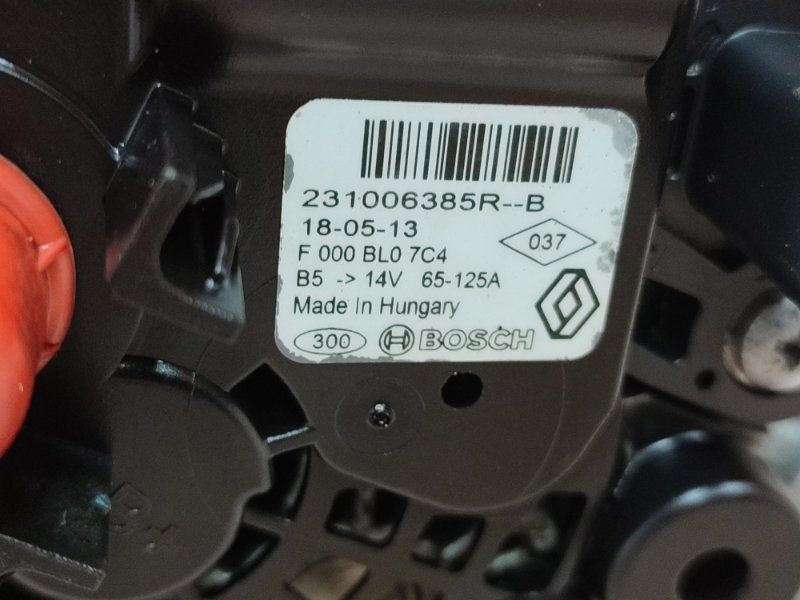 231006385R--B
18-05-13
037
F 000 BL0 7C4
B5 -> 14V 65-125A
Made In Hungary
300 BOSCH
B+